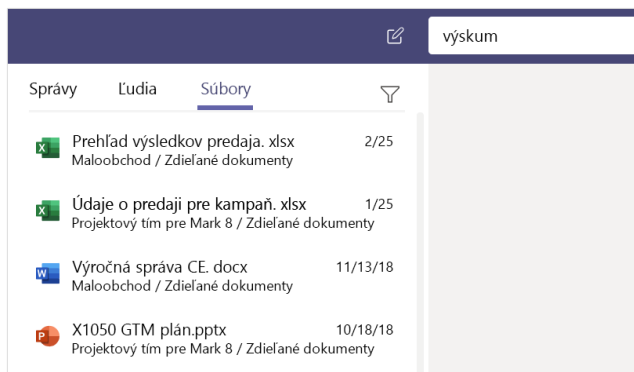 výskum
Správy Ľudia Súbory
Prehľad výsledkov predaja. xlsx 2/25
Maloobchod / Zdieľané dokumenty
Údaje o predaji pre kampaň. xlsx 1/25
Projektový tím pre Mark 8 / Zdieľané dokumenty
Výročná správa CE. docx 11/13/18
Maloobchod / Zdieľané dokumenty
X1050 GTM plán.pptx 10/18/18
Projektový tím pre Mark 8 / Zdieľané dokumenty